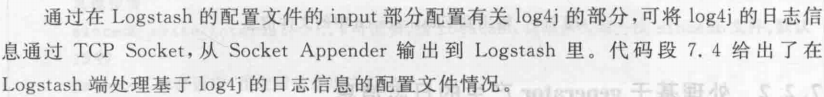 通过在 Logstash 的配置文件的 input 部分配置有关 log4j 的部分,可将 log4j 的日志信
息通过 TCP Socket,从 Socket Appender 输出到 Logstash 里。代码段 7.4 给出了在
Logstash 端处理基于 log4j 的日志信息的配置文件情况。